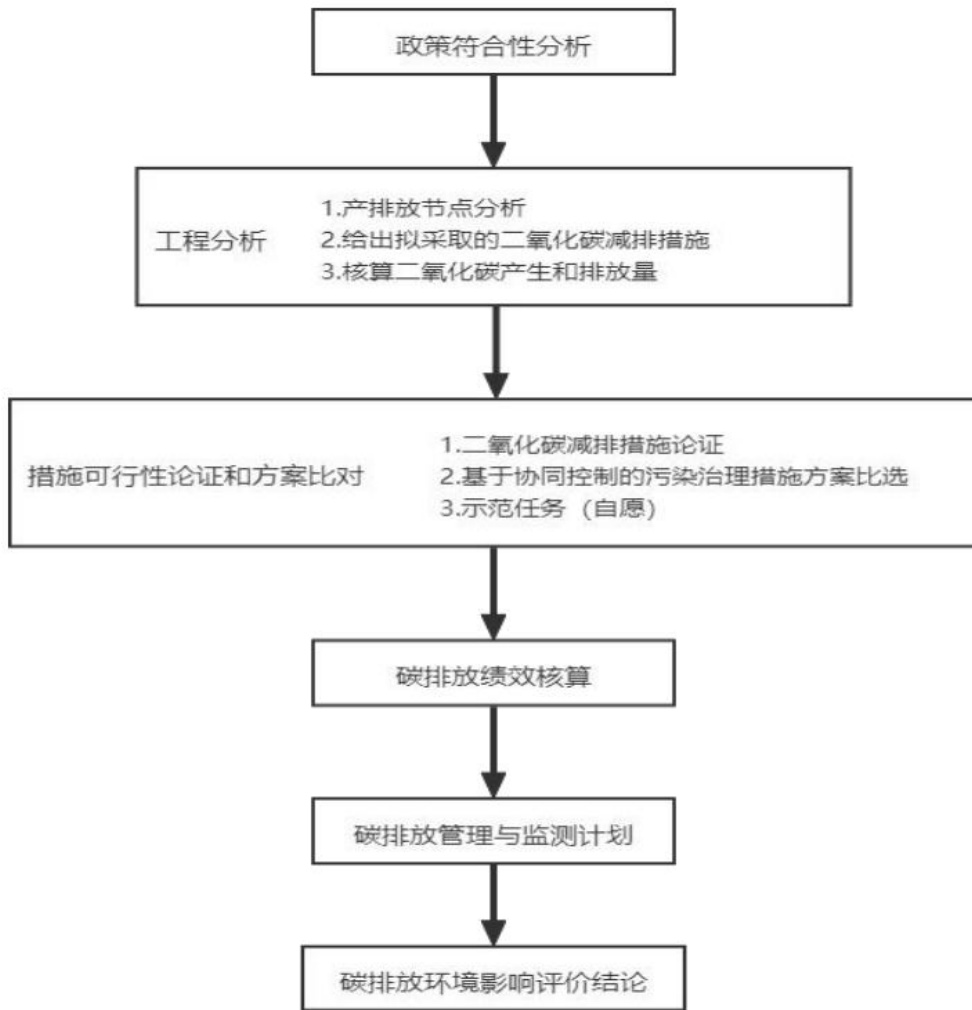 政策符合性分析
工程分析
1.产排放节点分析
2.给出拟采取的二氧化碳减排措施
3.核算二氧化碳产生和排放量
措施可行性论证和方案比对
1.二氧化碳减排措施论证
2.基于协同控制的污染治理措施方案比选
3.示范任务（自愿）
碳排放绩效核算
碳排放管理与监测计划
碳排放环境影响评价结论